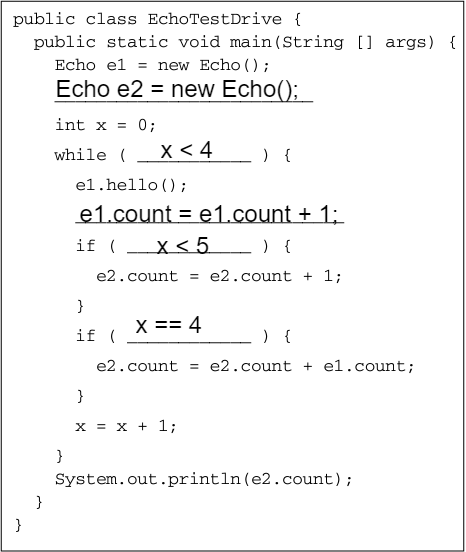 public class EchoTestDrive {
public static void main(String [] args) {
Echo e1 = new Echo();
Echo e2 = new Echo();
int x = 0;
while ( x < 4 ) {
e1.hello();
e1.count = e1.count + 1;
if ( x < 5 ) {
e2.count = e2.count + 1;
}
if ( x == 4 ) {
e2.count = e2.count + e1.count;
}
x = x + 1;
}
System.out.println(e2.count);
}
}